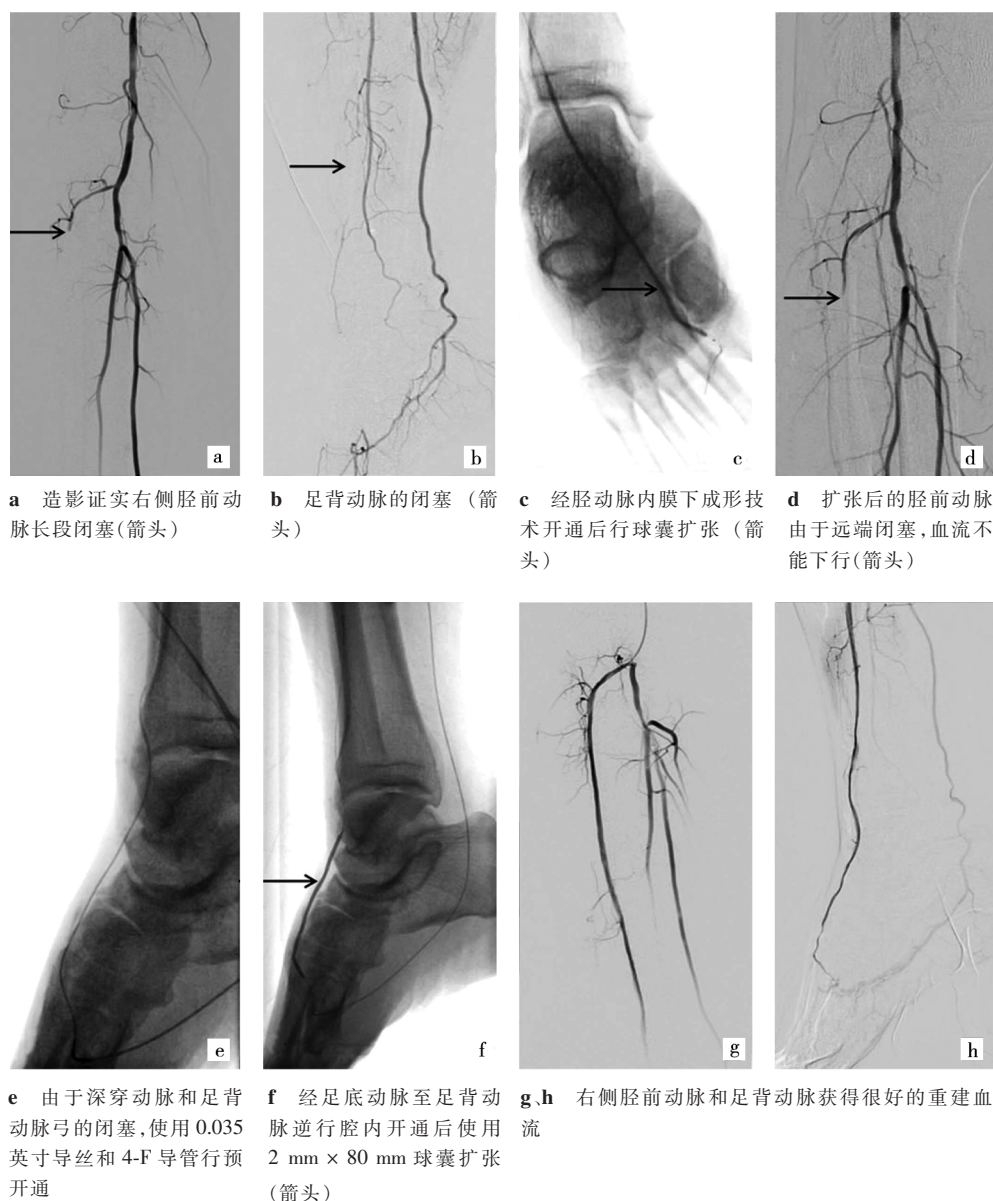 a
b
c
d
a 造影证实右侧胫前动
脉长段闭塞(箭头)
b 足背动脉的闭塞 (箭
头)
c 经胫动脉内膜下成形技
术开通后行球囊扩张 (箭
头)
d 扩张后的胫前动脉
由于远端闭塞,血流不
能下行(箭头)
e
f
g
h
e 由于深穿动脉和足背
动脉弓的闭塞,使用 0.035
英寸导丝和 4-F 导管行预
开通
f 经足底动脉至足背动
脉逆行腔内开通后使用
2 mm × 80 mm 球囊扩张
(箭头)
g、h 右侧胫前动脉和足背动脉获得很好的重建血
流